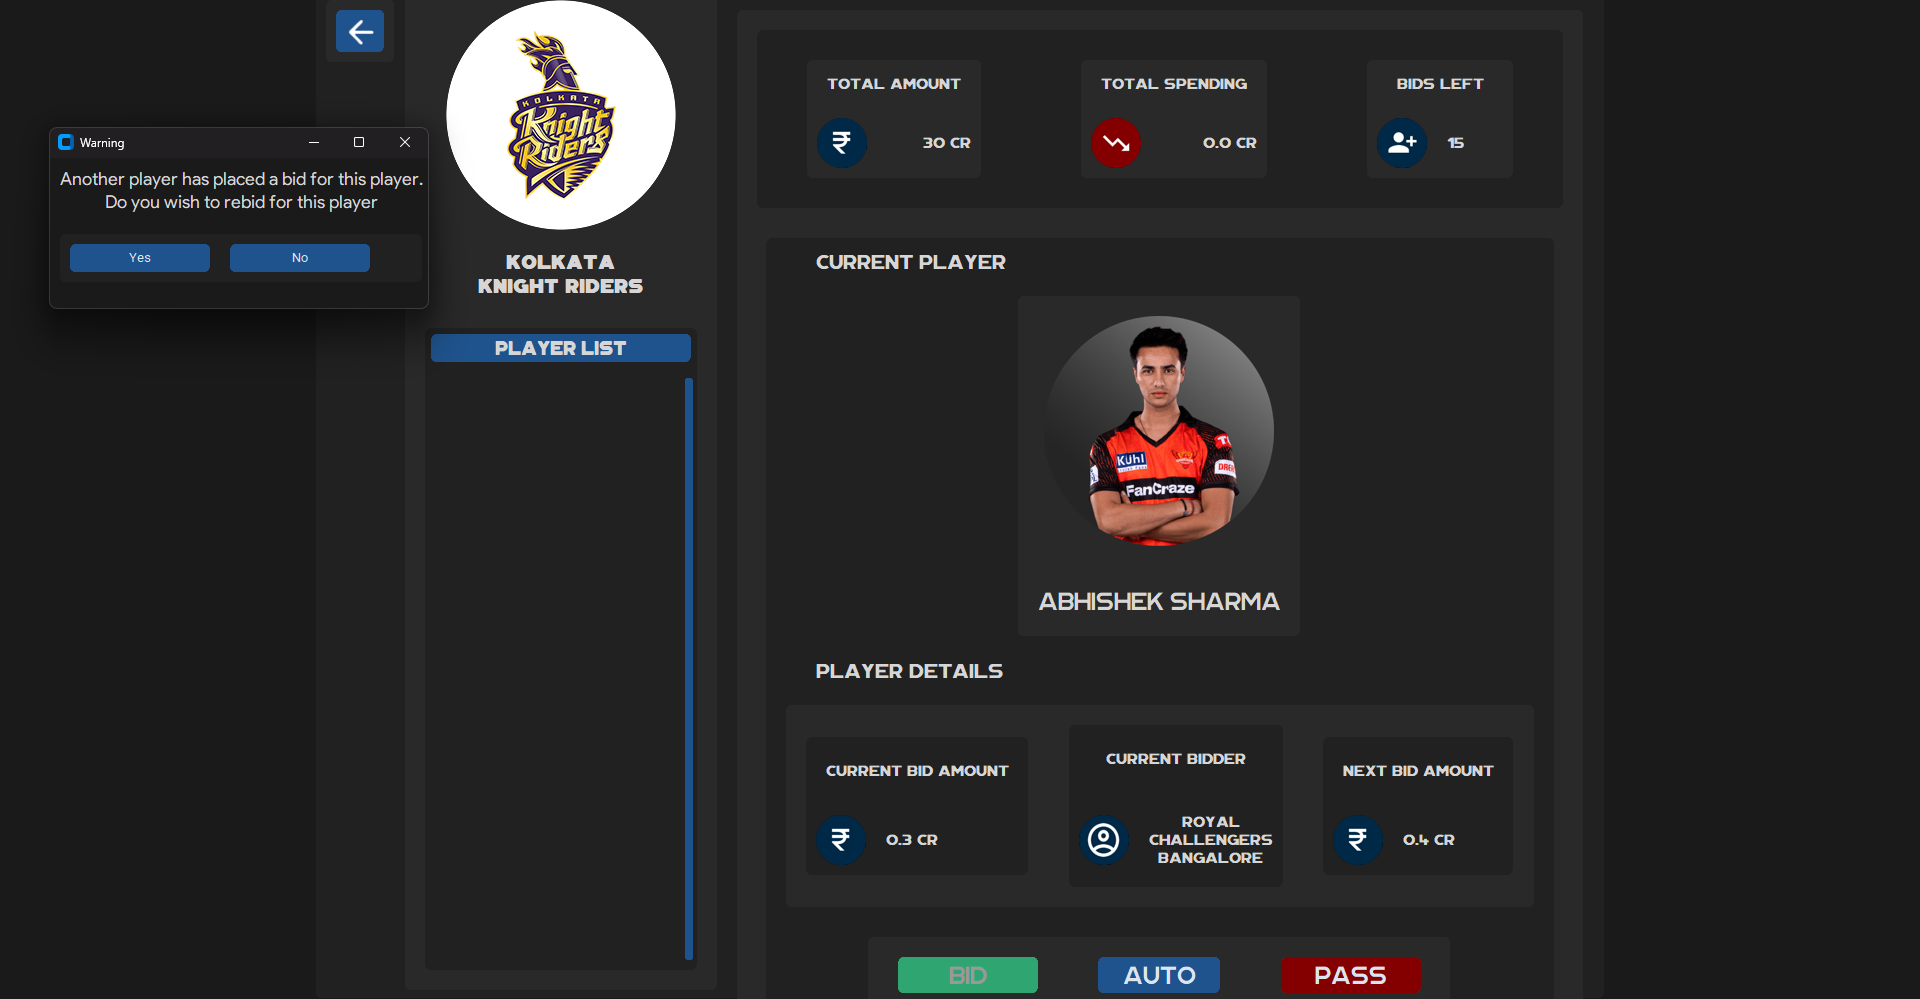 Warning
Another player has placed a bid for this player.
Do you wish to rebid for this player
Yes No
KOLKATA
Knight
Riders
KOLKATA
KNIGHT RIDERS
PLAYER LIST
TOTAL AMOUNT
₹ 30 CR
TOTAL SPENDING
0.0 CR
BIDS LEFT
15
CURRENT PLAYER
Kühl
FanCraze
ABHISHEK SHARMA
PLAYER DETAILS
CURRENT BID AMOUNT
₹ 0.3 CR
CURRENT BIDDER
ROYAL
CHALLENGERS
BANGALORE
NEXT BID AMOUNT
₹ 0.4 CR
BID AUTO PASS